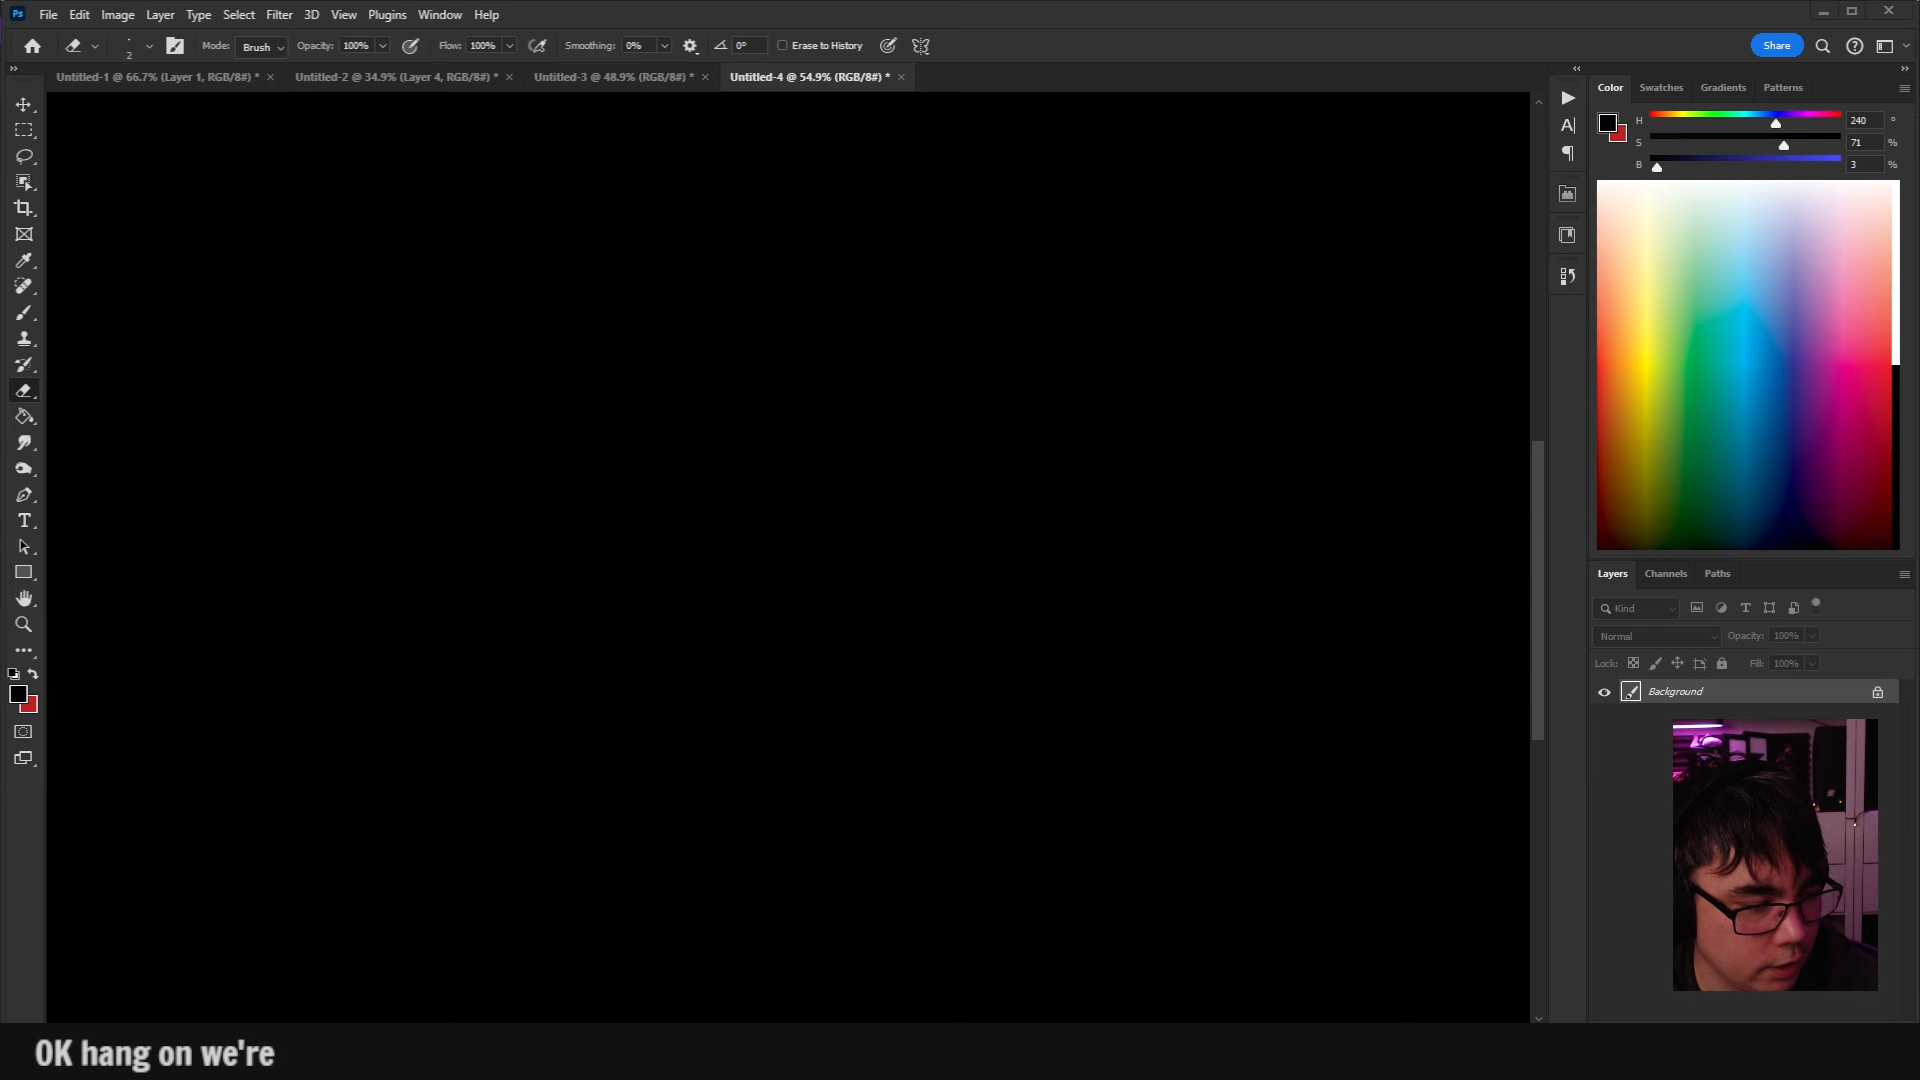 Ps File Edit Image Layer Type Select Filter 3D View Plugins Window Help
2 Mode: Brush Opacity: 100% Flow: 100% Smoothing: 0% 0° Erase to History Share
Untitled-1 @ 66.7% (Layer 1, RGB/8#) * Untitled-2 @ 34.9% (Layer 4, RGB/8#) * Untitled-3 @ 48.9% (RGB/8#) * Untitled-4 @ 54.9% (RGB/8#) *
Color Swatches Gradients Patterns
H 240 °
S 71 %
B 3 %
Layers Channels Paths
Kind
Normal Opacity: 100%
Lock: Fill: 100%
Background
OK hang on we're